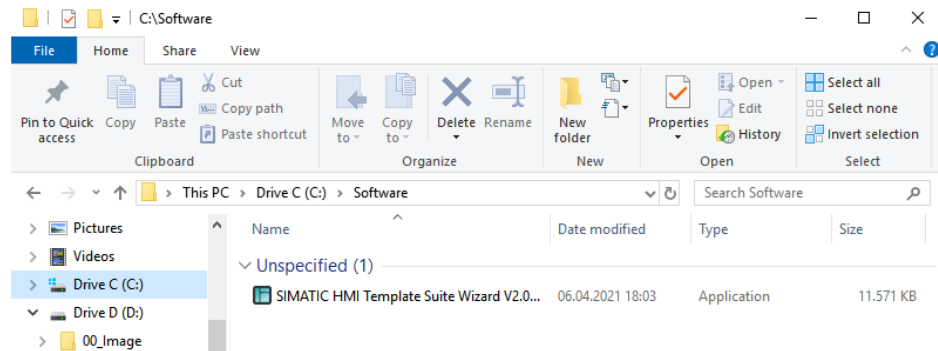 C:\Software
File Home Share View
Pin to Quick access
Copy
Paste
Cut
Copy path
Paste shortcut
Clipboard
Move to
Copy to
Delete
Rename
Organize
New folder
New
Properties
Open
Edit
History
Open
Select all
Select none
Invert selection
Select
This PC > Drive C (C:) > Software
Search Software
Name Date modified Type Size
Pictures
Videos
Drive C (C:)
Drive D (D:)
00_Image
Unspecified (1)
SIMATIC HMI Template Suite Wizard V2.0... 06.04.2021 18:03 Application 11.571 KB